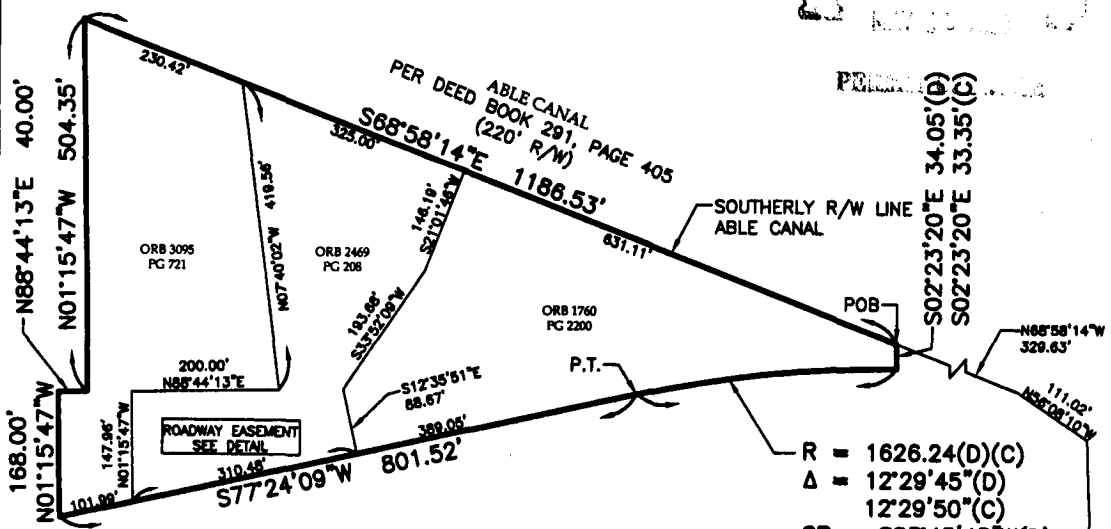 230.42'
ABLE CANAL
PER DEED BOOK 291, PAGE 405
(220' R/W)
S68°58'14"E 1186.53'
325.00'
631.11'
SOUTHERLY R/W LINE
ABLE CANAL
POB
S02°23'20"E 34.05'(D)
S02°23'20"E 33.35'(C)
N68°58'14"W
329.63'
111.02'
N56°08'10"W
N88°44'13"E 40.00'
N01°15'47"W 504.35'
168.00'
N01°15'47"W
ORB 3095
PG 721
N07°40'02"W 419.56'
ORB 2469
PG 208
146.19'
S21°01'46"W
193.68'
S33°52'09"W
ORB 1760
PG 2200
P.T.
200.00'
N88°44'13"E
S12°35'51"E
88.67'
147.96'
N01°15'47"W
ROADWAY EASEMENT
SEE DETAIL
101.99'
310.48'
389.05'
S77°24'09"W 801.52'
R = 1626.24(D)(C)
Δ = 12°29'45"(D)
12°29'50"(C)